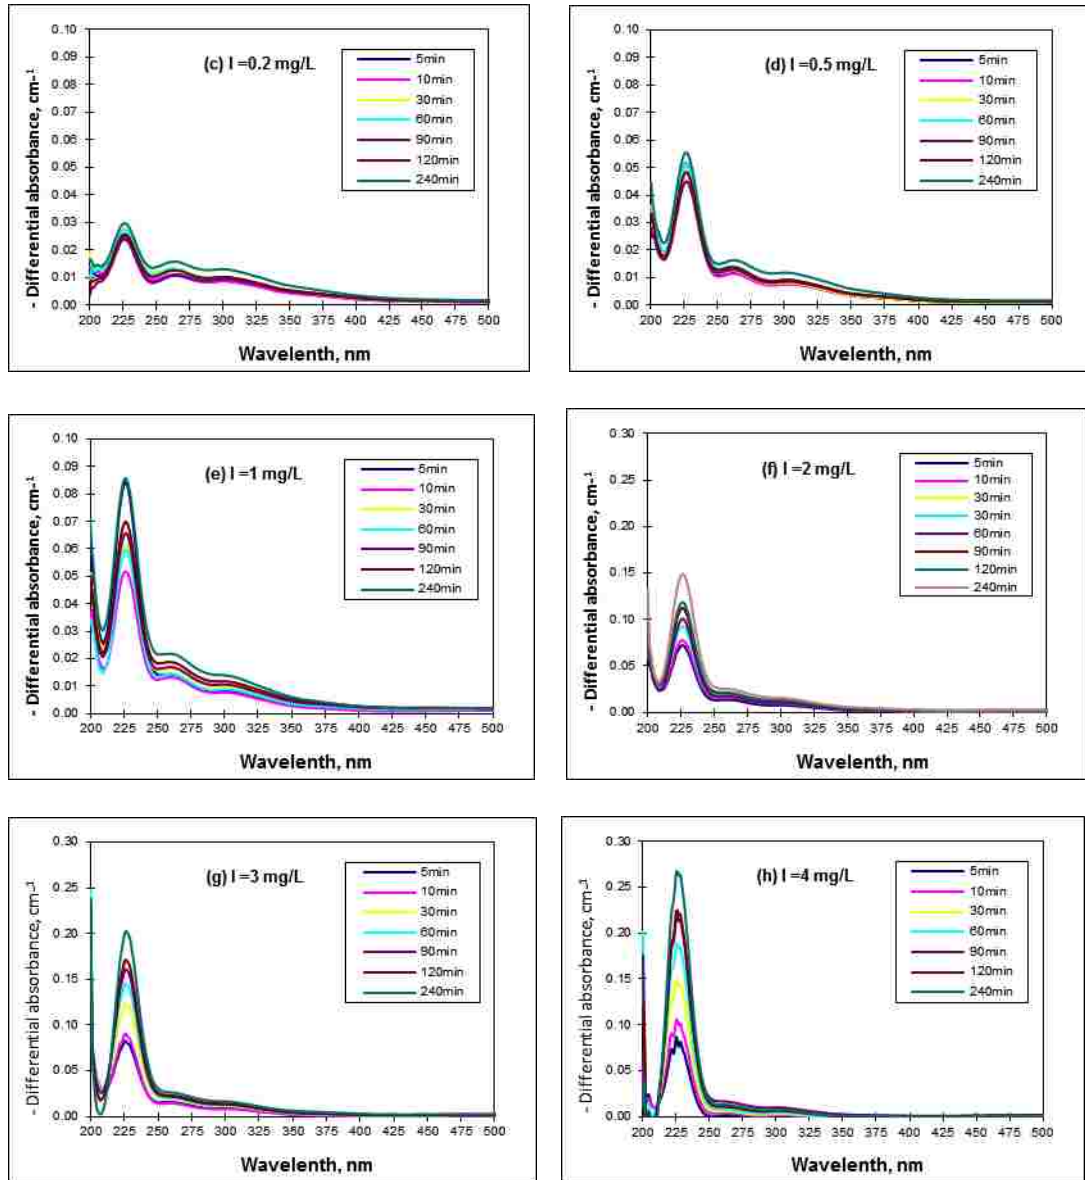 (c) I =0.2 mg/L
- Differential absorbance, cm-1
0.10
0.09
0.08
0.07
0.06
0.05
0.04
0.03
0.02
0.01
0.00
200 225 250 275 300 325 350 375 400 425 450 475 500
Wavelenth, nm
5min
10min
30min
60min
90min
120min
240min
(d) I =0.5 mg/L
- Differential absorbance, cm-1
0.10
0.09
0.08
0.07
0.06
0.05
0.04
0.03
0.02
0.01
0.00
200 225 250 275 300 325 350 375 400 425 450 475 500
Wavelenth, nm
5min
10min
30min
60min
90min
120min
240min
(e) I =1 mg/L
- Differential absorbance, cm-1
0.10
0.09
0.08
0.07
0.06
0.05
0.04
0.03
0.02
0.01
0.00
200 225 250 275 300 325 350 375 400 425 450 475 500
Wavelenth, nm
5min
10min
30min
60min
90min
120min
240min
(f) I =2 mg/L
- Differential absorbance, cm-1
0.30
0.25
0.20
0.15
0.10
0.05
0.00
200 225 250 275 300 325 350 375 400 425 450 475 500
Wavelenth, nm
5min
10min
30min
30min
60min
90min
120min
240min
(g) I =3 mg/L
- Differential absorbance, cm-1
0.30
0.25
0.20
0.15
0.10
0.05
0.00
200 225 250 275 300 325 350 375 400 425 450 475 500
Wavelenth, nm
5min
10min
30min
60min
90min
120min
240min
(h) I =4 mg/L
- Differential absorbance, cm-1
0.30
0.25
0.20
0.15
0.10
0.05
0.00
200 225 250 275 300 325 350 375 400 425 450 475 500
Wavelenth, nm
5min
10min
30min
60min
90min
120min
240min